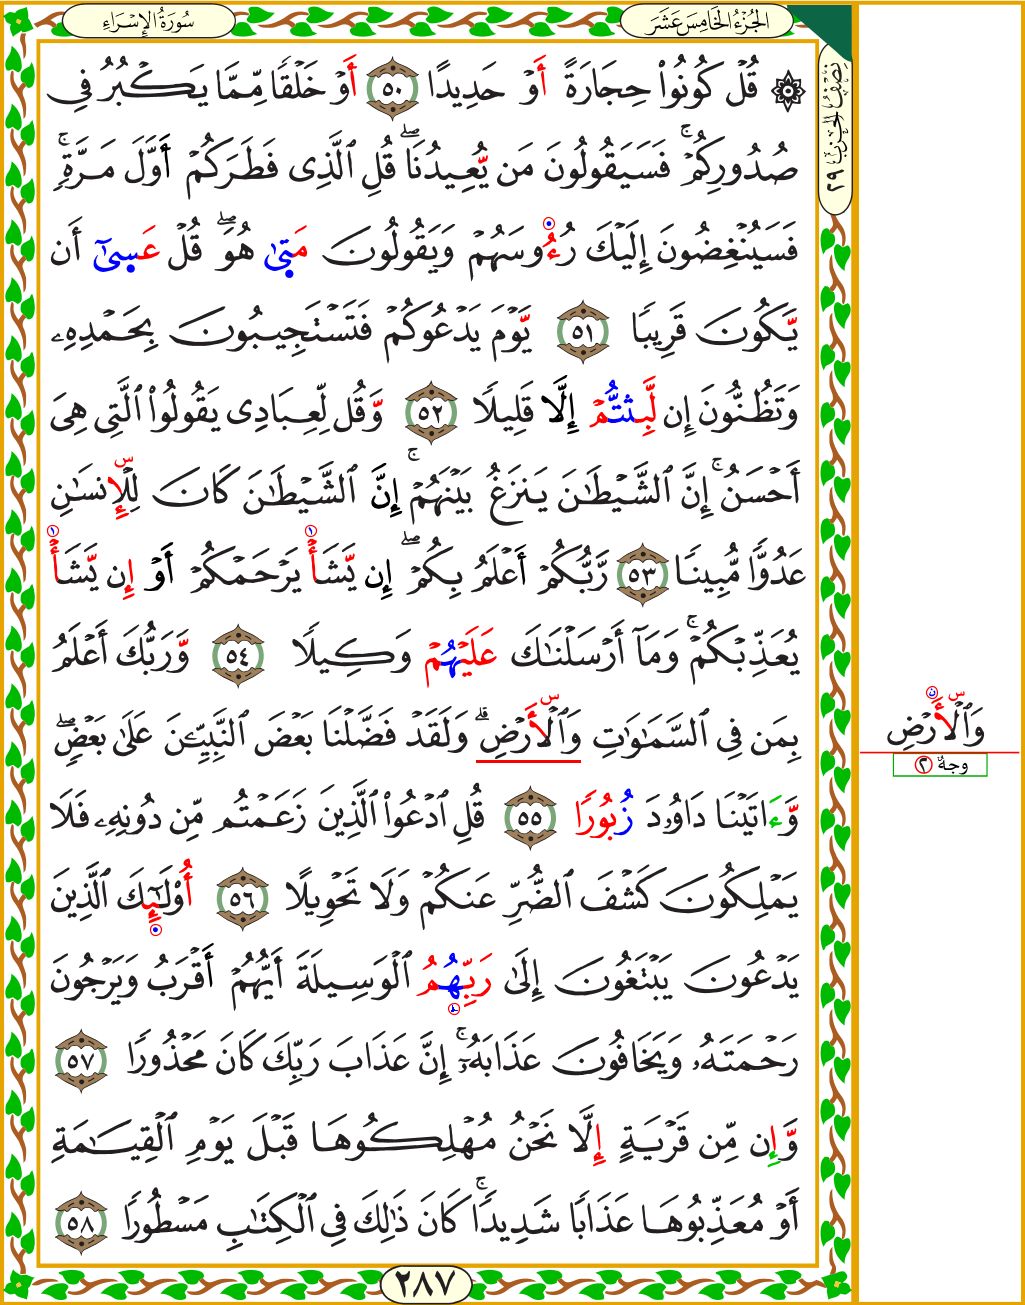 سُورَةُ الإِسْرَاءِ
الجُزْءُ الخَامِسَ عَشَرَ
نِصْفُ الحِزْبِ ٢٩
۞ قُلْ كُونُوا۟ حِجَارَةً أَوْ حَدِيدًا ٥٠ أَوْ خَلْقًا مِّمَّا يَكْبُرُ فِى
صُدُورِكُمْ ۚ فَسَيَقُولُونَ مَن يُّعِيدُنَا ۖ قُلِ ٱلَّذِى فَطَرَكُمْ أَوَّلَ مَرَّةٍ ۚ
فَسَيُنْغِضُونَ إِلَيْكَ رُءُوسَهُمْ وَيَقُولُونَ مَتَىٰ هُوَ ۖ قُلْ عَسَىٰٓ أَن
يَّكُونَ قَرِيبًا ٥١ يَّوْمَ يَدْعُوكُمْ فَتَسْتَجِيبُونَ بِحَمْدِهِۦ
وَتَظُنُّونَ إِن لَّبِثتُّمْ إِلَّا قَلِيلًا ٥٢ وَّقُل لِّعِبَادِى يَقُولُوا۟ ٱلَّتِى هِىَ
أَحْسَنُ ۚ إِنَّ ٱلشَّيْطَٰنَ يَنزَغُ بَيْنَهُمْ ۚ إِنَّ ٱلشَّيْطَٰنَ كَانَ لِلْإِنسَٰنِ
عَدُوًّا مُّبِينًا ٥٣ رَّبُّكُمْ أَعْلَمُ بِكُمْ ۖ إِن يَّشَأْ يَرْحَمْكُمْ أَوْ إِن يَّشَأْ
يُعَذِّبْكُمْ ۚ وَمَآ أَرْسَلْنَٰكَ عَلَيْهُمْ وَكِيلًا ٥٤ وَّرَبُّكَ أَعْلَمُ
بِمَن فِى ٱلسَّمَٰوَٰتِ وَٱلْأَرْضِ ۗ وَلَقَدْ فَضَّلْنَا بَعْضَ ٱلنَّبِيِّـۧنَ عَلَىٰ بَعْضٍ ۖ
وَّءَاتَيْنَا دَاوُۥدَ زُبُورًا ٥٥ قُلِ ٱدْعُوا۟ ٱلَّذِينَ زَعَمْتُم مِّن دُونِهِۦ فَلَا
يَمْلِكُونَ كَشْفَ ٱلضُّرِّ عَنكُمْ وَلَا تَحْوِيلًا ٥٦ أُو۟لَٰٓئِكَ ٱلَّذِينَ
يَدْعُونَ يَبْتَغُونَ إِلَىٰ رَبِّهُمُ ٱلْوَسِيلَةَ أَيُّهُمْ أَقْرَبُ وَيَرْجُونَ
رَحْمَتَهُۥ وَيَخَافُونَ عَذَابَهُۥٓ ۚ إِنَّ عَذَابَ رَبِّكَ كَانَ مَحْذُورًا ٥٧
وَّإِن مِّن قَرْيَةٍ إِلَّا نَحْنُ مُهْلِكُوهَا قَبْلَ يَوْمِ ٱلْقِيَٰمَةِ
أَوْ مُعَذِّبُوهَا عَذَابًا شَدِيدًا ۚ كَانَ ذَٰلِكَ فِى ٱلْكِتَٰبِ مَسْطُورًا ٥٨
وَٱلْأَرْضِ
وجهٌ ٢
٢٨٧